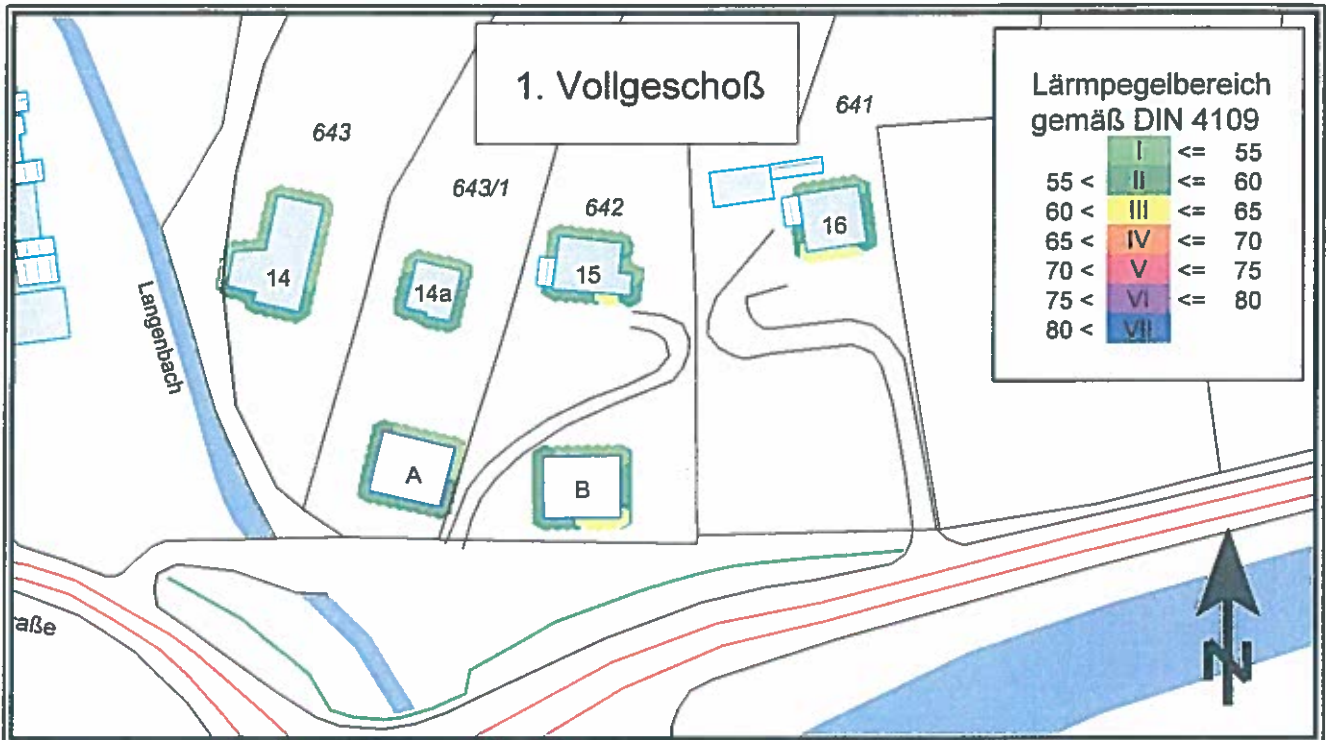 1. Vollgeschoß
Lärmpegelbereich
gemäß DIN 4109
I <= 55
55 < II <= 60
60 < III <= 65
65 < IV <= 70
70 < V <= 75
75 < VI <= 80
80 < VII
643
643/1
642
641
14
14a
15
16
Langenbach
A
B
raße
N